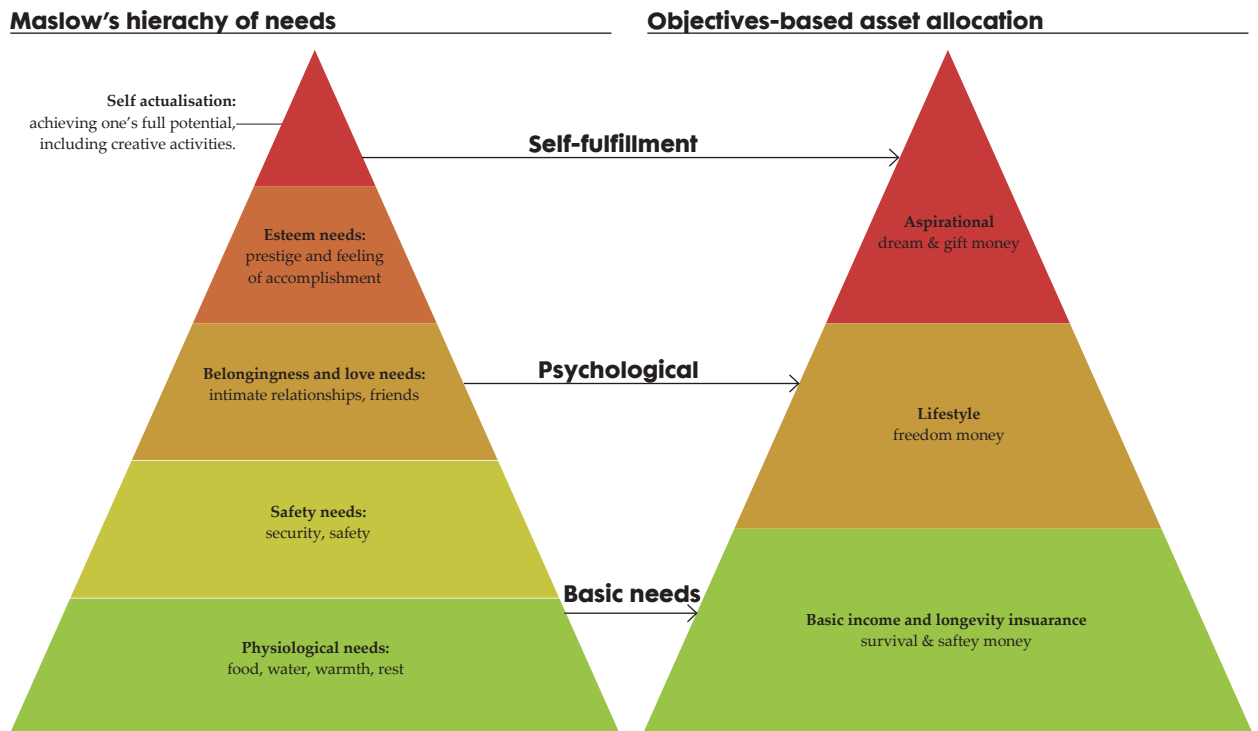 Maslow's hierachy of needs
Objectives-based asset allocation
Self actualisation:
achieving one's full potential,
including creative activities.
Self-fulfillment
Esteem needs:
prestige and feeling
of accomplishment
Aspirational
dream & gift money
Belongingness and love needs:
intimate relationships, friends
Psychological
Lifestyle
freedom money
Safety needs:
security, safety
Basic needs
Physiological needs:
food, water, warmth, rest
Basic income and longevity insuarance
survival & saftey money